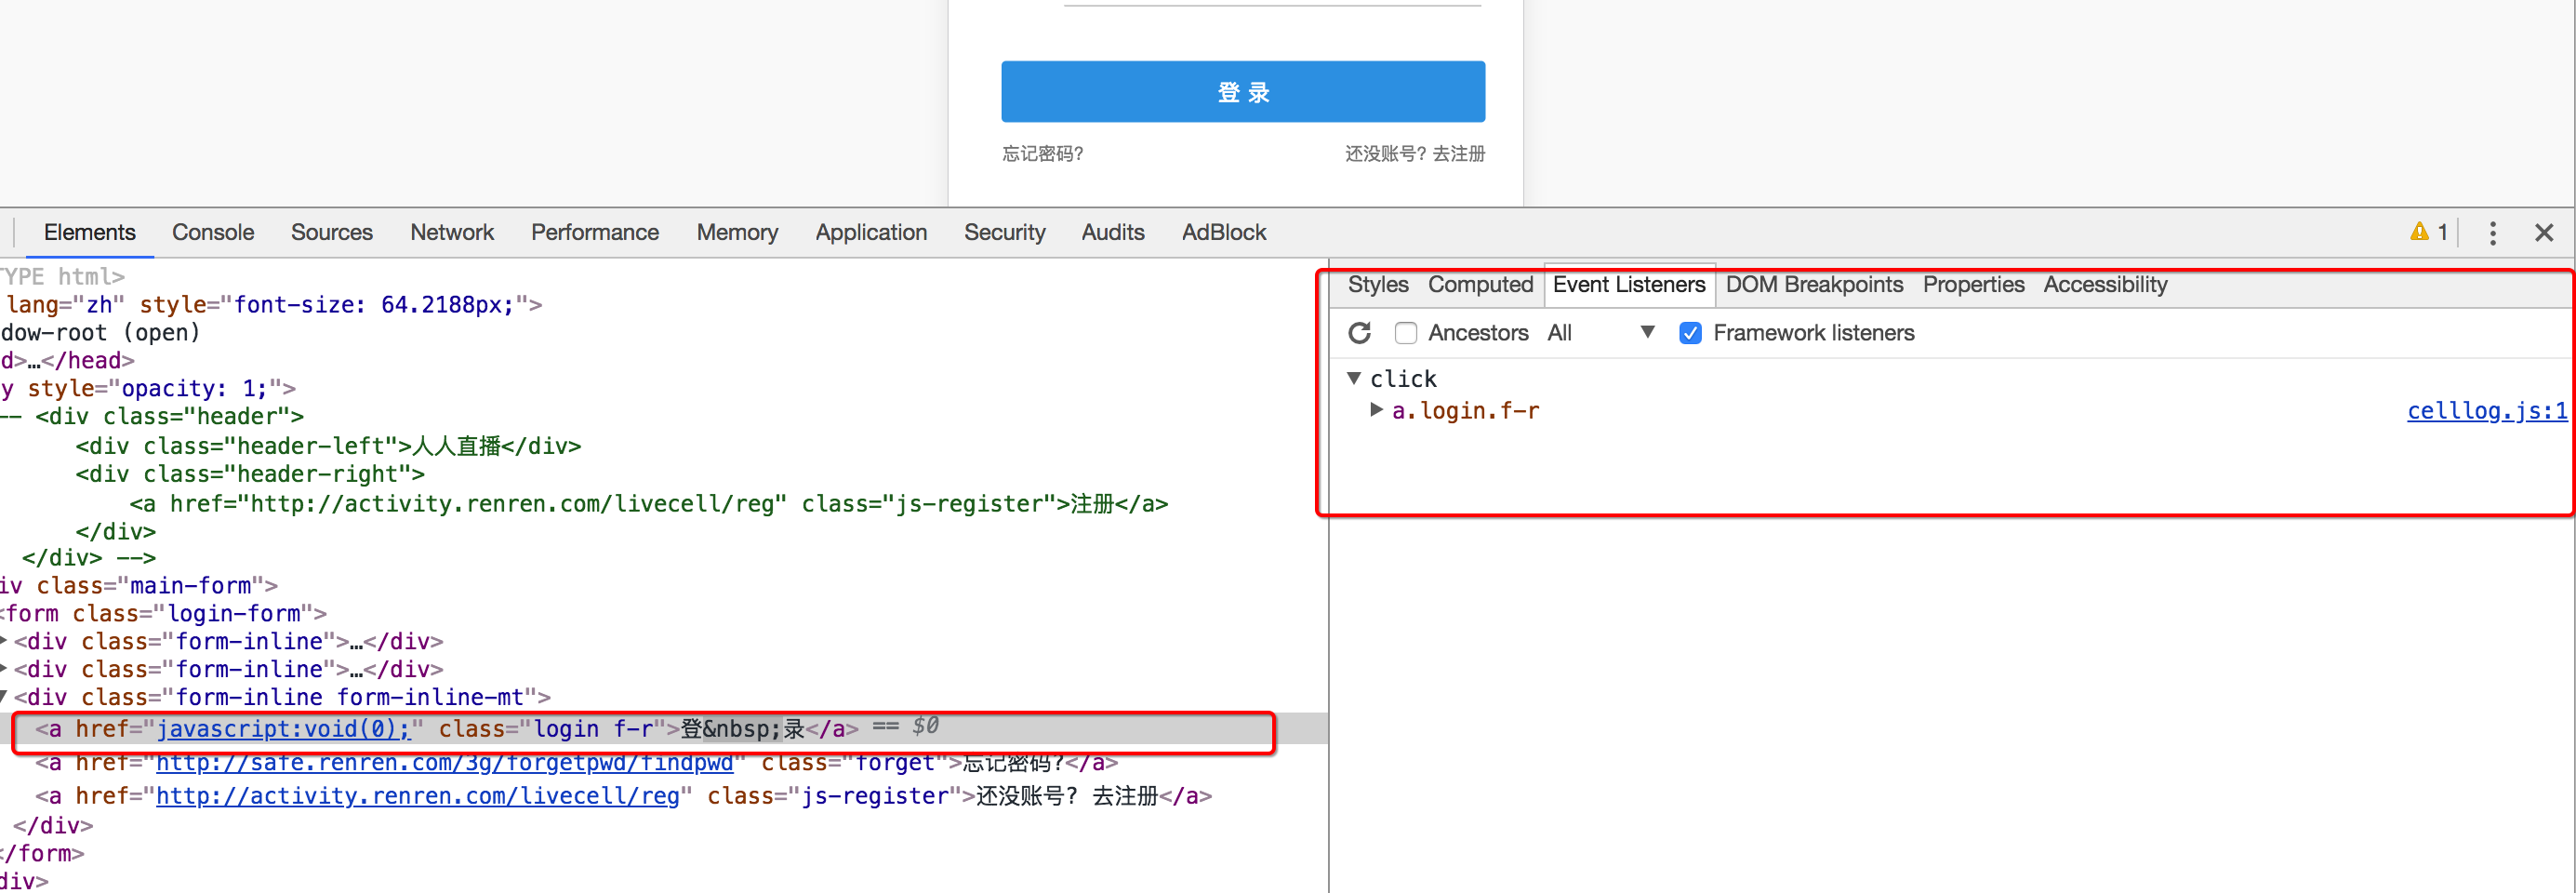 登 录
忘记密码? 还没账号? 去注册
Elements Console Sources Network Performance Memory Application Security Audits AdBlock 1
TYPE html>
lang="zh" style="font-size: 64.2188px;">
dow-root (open)
d>…</head>
y style="opacity: 1;">
-- <div class="header">
<div class="header-left">人人直播</div>
<div class="header-right">
<a href="http://activity.renren.com/livecell/reg" class="js-register">注册</a>
</div>
</div> -->
iv class="main-form">
<form class="login-form">
<div class="form-inline">…</div>
<div class="form-inline">…</div>
<div class="form-inline form-inline-mt">
<a href="javascript:void(0);" class="login f-r">登&nbsp;录</a> == $0
<a href="http://safe.renren.com/3g/forgetpwd/findpwd" class="forget">忘记密码?</a>
<a href="http://activity.renren.com/livecell/reg" class="js-register">还没账号? 去注册</a>
</div>
</form>
div>
Styles Computed Event Listeners DOM Breakpoints Properties Accessibility
Ancestors All Framework listeners
click
a.login.f-r celllog.js:1